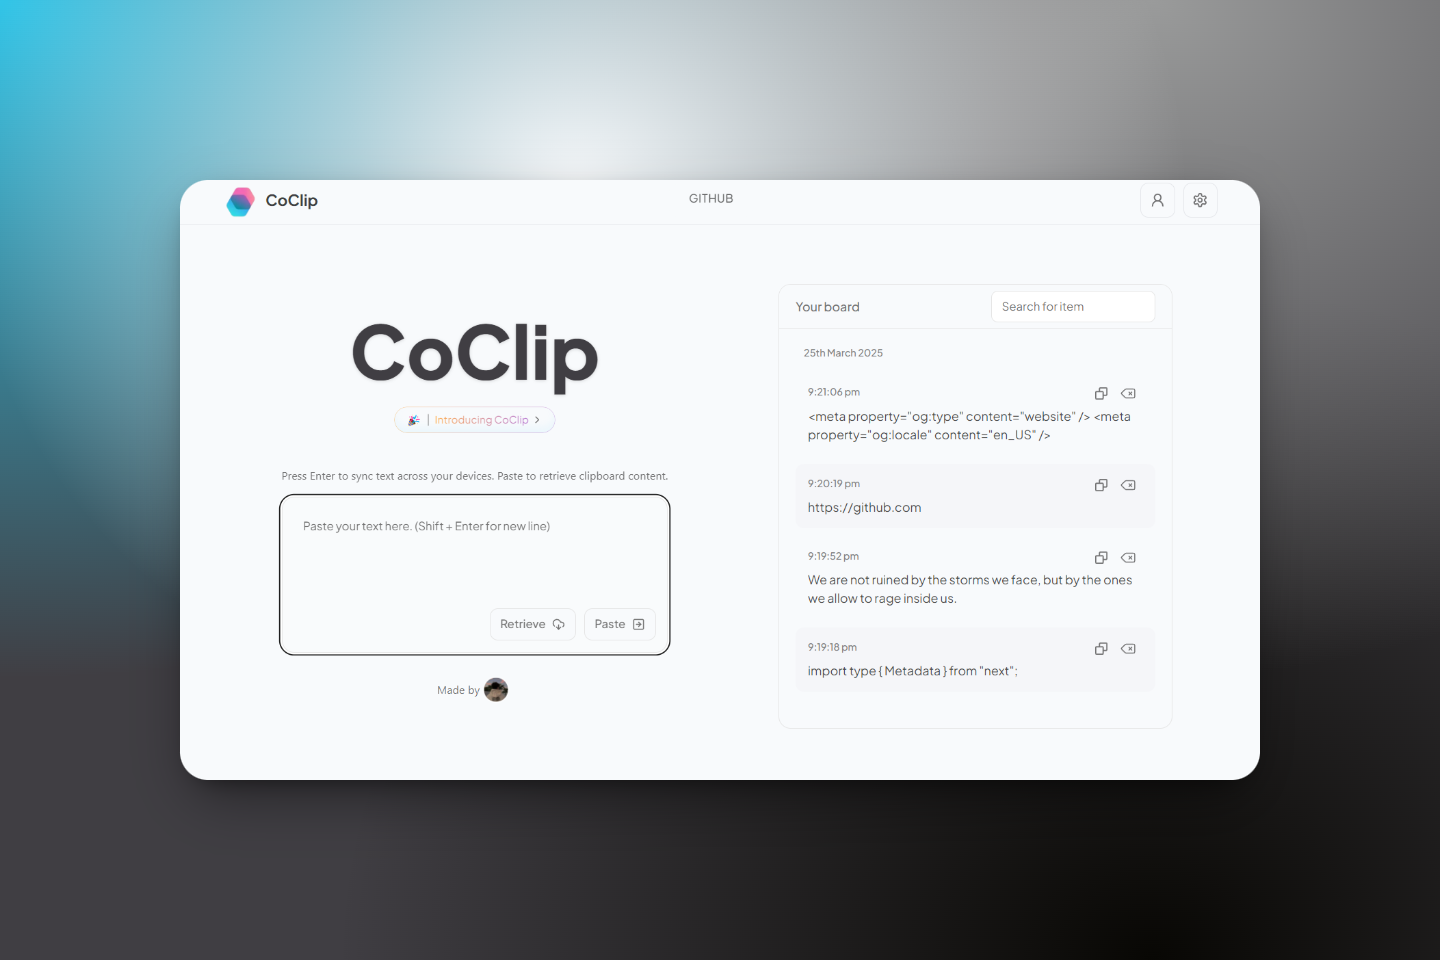 CoClip
GITHUB
CoClip
Introducing CoClip
Press Enter to sync text across your devices. Paste to retrieve clipboard content.
Paste your text here. (Shift + Enter for new line)
Retrieve
Paste
Made by
Your board
Search for item
25th March 2025
9:21:06 pm
<meta property="og:type" content="website" /> <meta
property="og:locale" content="en_US" />
9:20:19 pm
https://github.com
9:19:52 pm
We are not ruined by the storms we face, but by the ones
we allow to rage inside us.
9:19:18 pm
import type { Metadata } from "next";